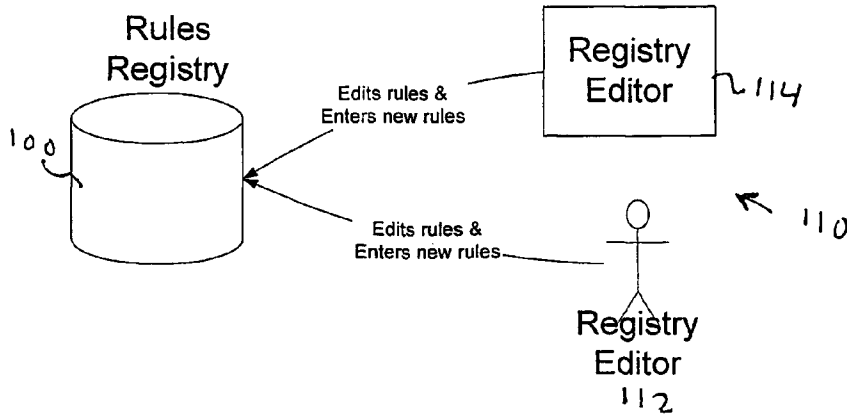 Rules
Registry
100
Edits rules &
Enters new rules
Registry
Editor
114
110
Edits rules &
Enters new rules
Registry
Editor
112